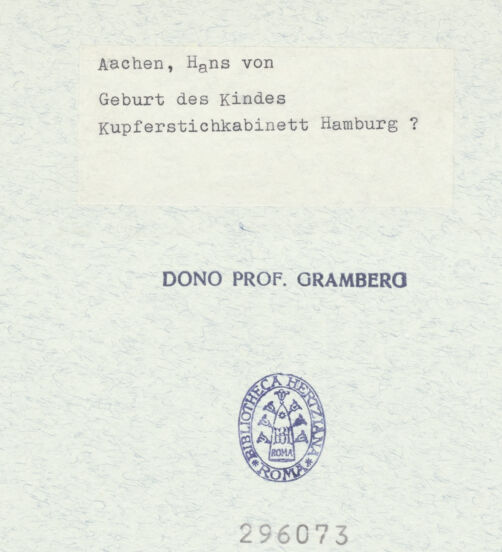 Aachen, Hans von
Geburt des Kindes
Kupferstichkabinett Hamburg ?
DONO PROF. GRAMBERG
BIBLIOTHECA HERTZIANA
ROMA
* ROMA *
296073